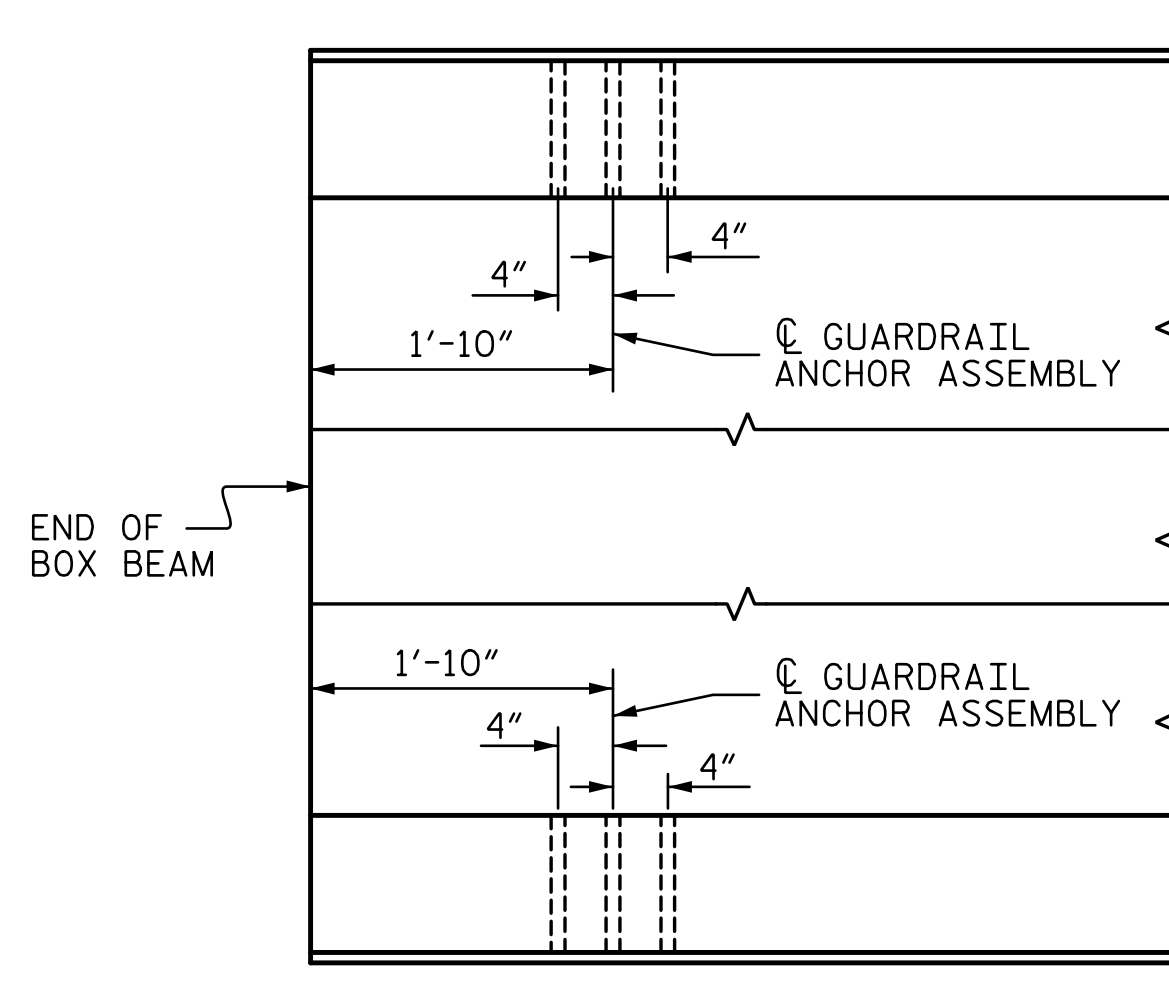 4"
4"
1'-10"
℄ GUARDRAIL
ANCHOR ASSEMBLY
END OF
BOX BEAM
1'-10"
℄ GUARDRAIL
ANCHOR ASSEMBLY
4"
4"